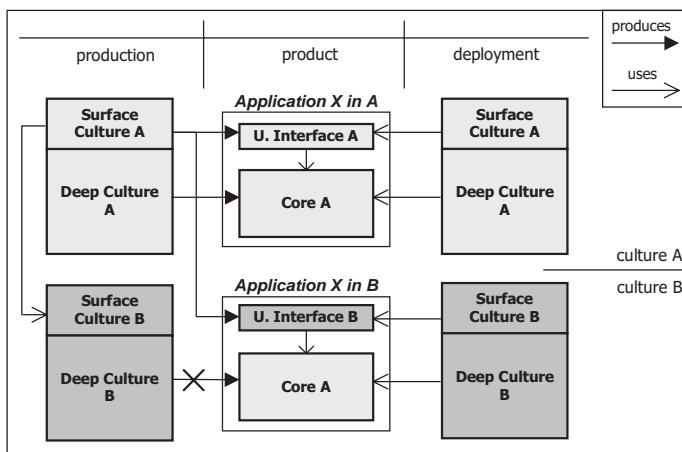 produces
uses
production
product
deployment
Application X in A
Surface
Culture A
Deep Culture
A
U. Interface A
Core A
Surface
Culture A
Deep Culture
A
culture A
culture B
Application X in B
Surface
Culture B
Deep Culture
B
U. Interface B
Core A
Surface
Culture B
Deep Culture
B